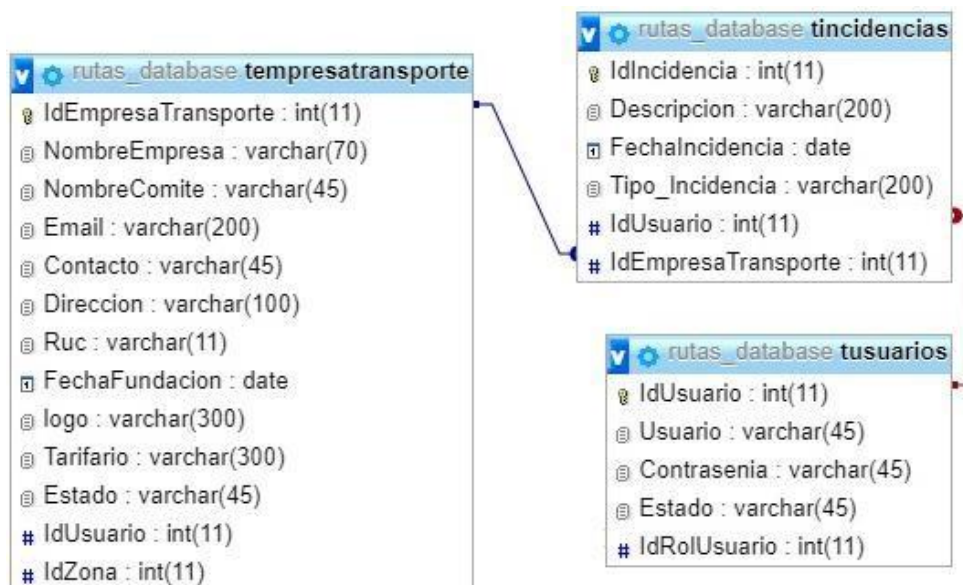 rutas_database tempresatransporte
IdEmpresaTransporte : int(11)
NombreEmpresa : varchar(70)
NombreComite : varchar(45)
Email : varchar(200)
Contacto : varchar(45)
Direccion : varchar(100)
Ruc : varchar(11)
FechaFundacion : date
logo : varchar(300)
Tarifario : varchar(300)
Estado : varchar(45)
# IdUsuario : int(11)
# IdZona : int(11)
rutas_database tincidencias
IdIncidencia : int(11)
Descripcion : varchar(200)
FechaIncidencia : date
Tipo_Incidencia : varchar(200)
# IdUsuario : int(11)
# IdEmpresaTransporte : int(11)
rutas_database tusuarios
IdUsuario : int(11)
Usuario : varchar(45)
Contrasenia : varchar(45)
Estado : varchar(45)
# IdRolUsuario : int(11)